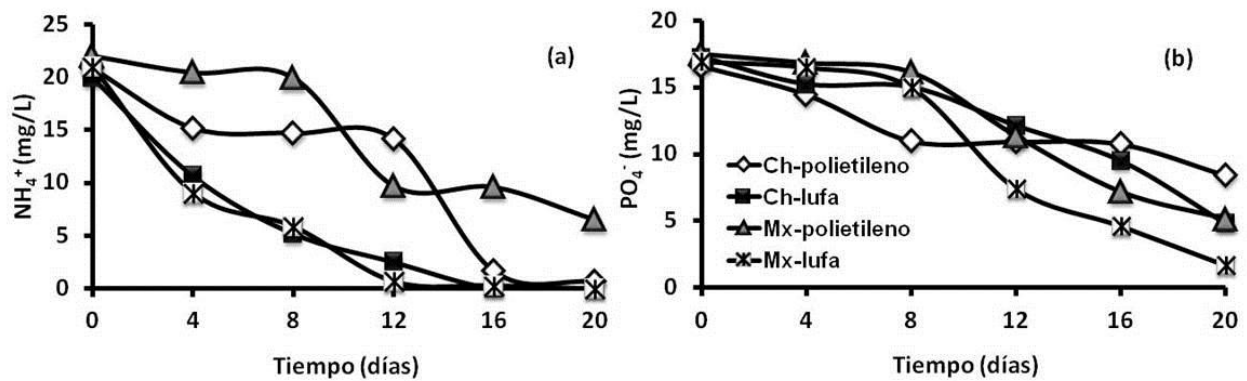 (a)
NH₄⁺ (mg/L)
25
20
15
10
5
0
0 4 8 12 16 20
Tiempo (días)
(b)
PO₄⁻ (mg/L)
20
15
10
5
0
Ch-polietileno
Ch-lufa
Mx-polietileno
Mx-lufa
0 4 8 12 16 20
Tiempo (días)